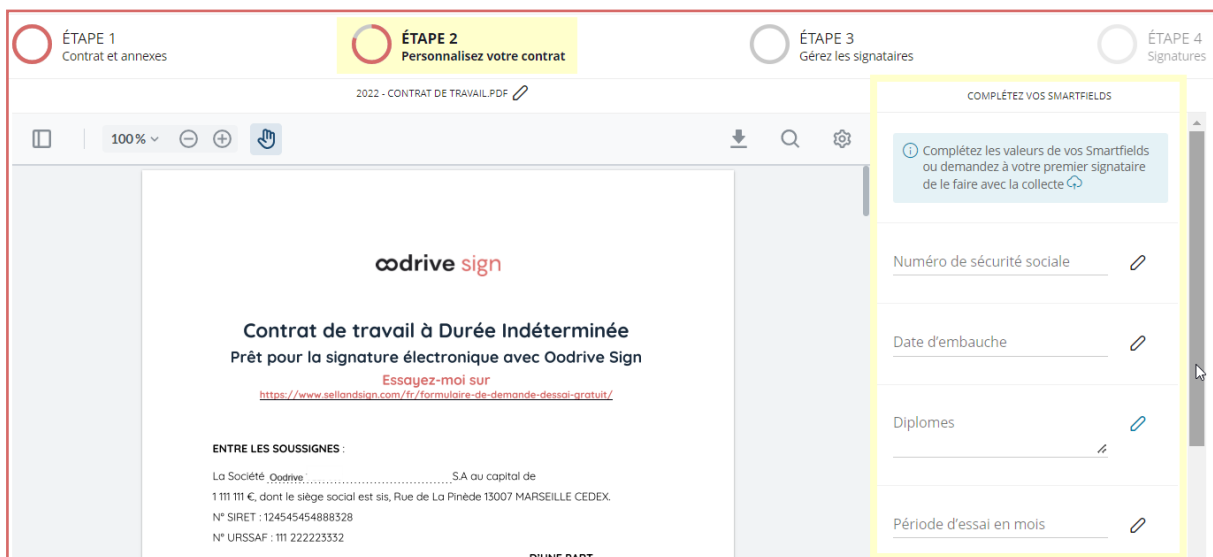 ÉTAPE 1
Contrat et annexes
ÉTAPE 2
Personnalisez votre contrat
ÉTAPE 3
Gérez les signataires
ÉTAPE 4
Signatures
2022 - CONTRAT DE TRAVAIL.PDF
COMPLÉTEZ VOS SMARTFIELDS
100 %
Complétez les valeurs de vos Smartfields
ou demandez à votre premier signataire
de le faire avec la collecte
oodrive sign
Contrat de travail à Durée Indéterminée
Prêt pour la signature électronique avec Oodrive Sign
Essayez-moi sur
https://www.sellandsign.com/fr/formulaire-de-demande-dessai-gratuit/
ENTRE LES SOUSSIGNES :
La Société Oodrive S.A au capital de
1 111 111 €, dont le siège social est sis, Rue de La Pinède 13007 MARSEILLE CEDEX.
N° SIRET : 124545454888328
N° URSSAF : 111 222223332
D'UNE PART
Numéro de sécurité sociale
Date d'embauche
Diplomes
Période d'essai en mois